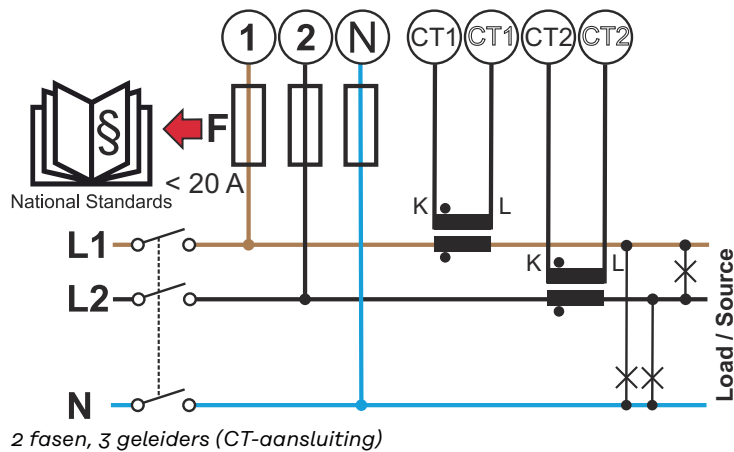 1 2 N CT1 CT1 CT2 CT2
§
F
< 20 A
National Standards
K L
L1
K L
L2
Load / Source
N
2 fasen, 3 geleiders (CT-aansluiting)